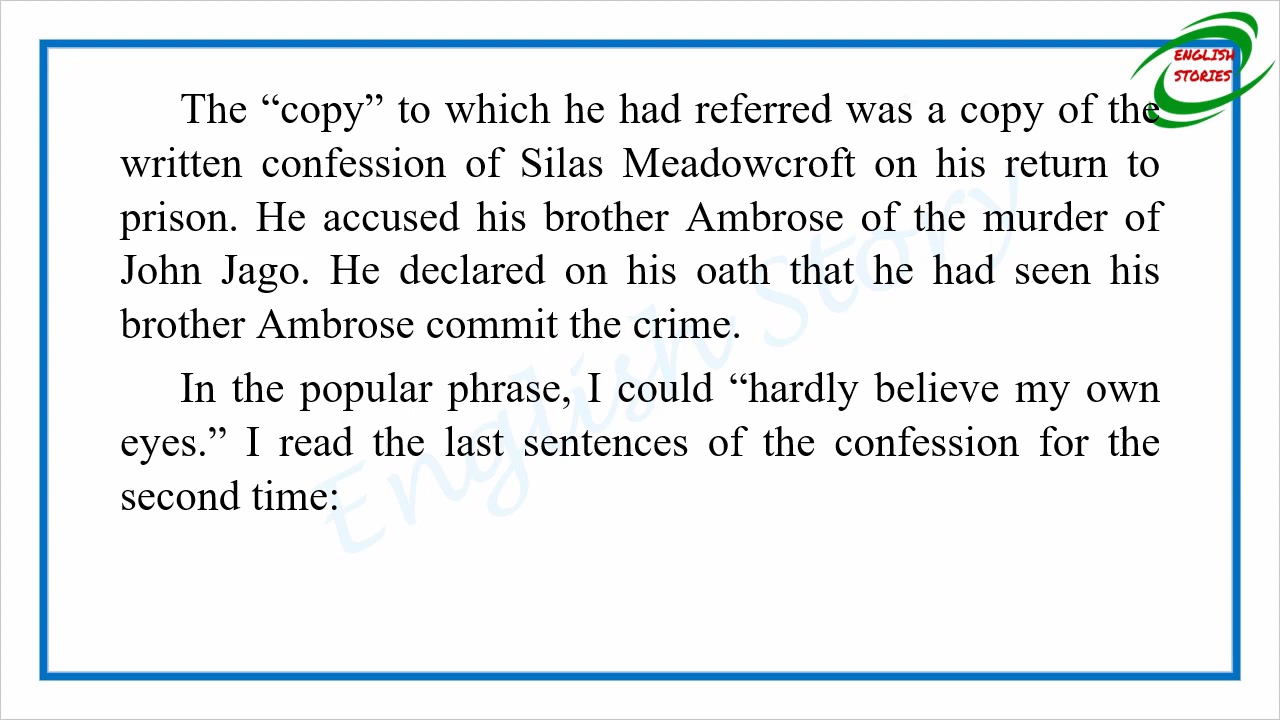 ENGLISH
STORIES
The “copy” to which he had referred was a copy of the
written confession of Silas Meadowcroft on his return to
prison. He accused his brother Ambrose of the murder of
John Jago. He declared on his oath that he had seen his
brother Ambrose commit the crime.
In the popular phrase, I could “hardly believe my own
eyes.” I read the last sentences of the confession for the
second time:
English Story